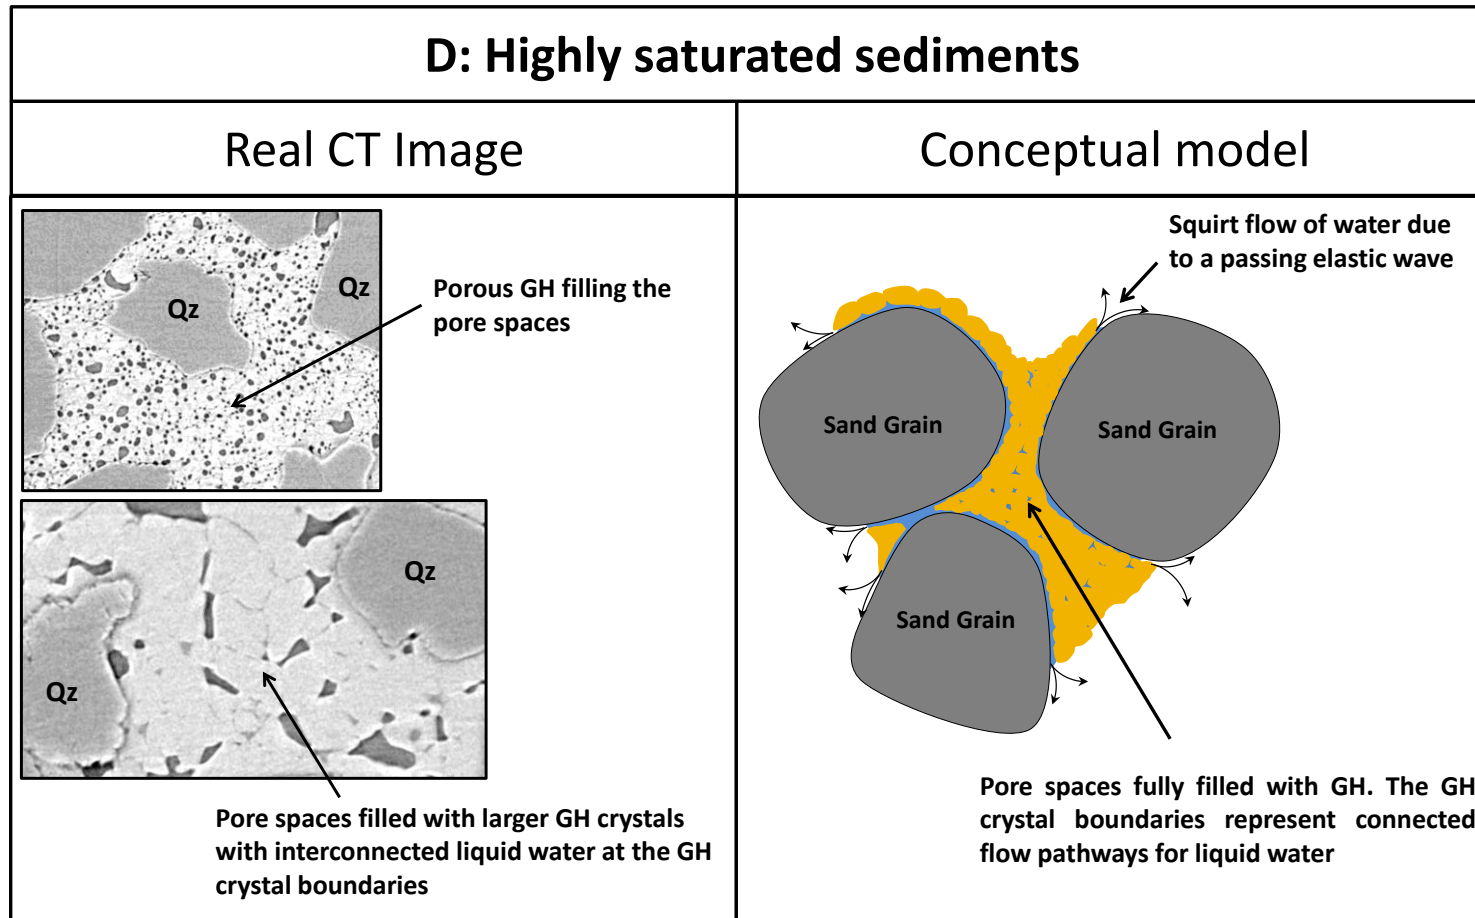 D: Highly saturated sediments
Real CT Image
Conceptual model
Qz
Qz
Porous GH filling the
pore spaces
Qz
Qz
Pore spaces filled with larger GH crystals
with interconnected liquid water at the GH
crystal boundaries
Squirt flow of water due
to a passing elastic wave
Sand Grain
Sand Grain
Sand Grain
Pore spaces fully filled with GH. The GH
crystal boundaries represent connected
flow pathways for liquid water